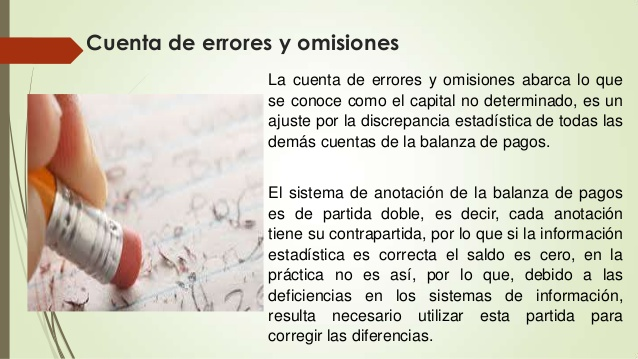 Cuenta de errores y omisiones
La cuenta de errores y omisiones abarca lo que
se conoce como el capital no determinado, es un
ajuste por la discrepancia estadística de todas las
demás cuentas de la balanza de pagos.
El sistema de anotación de la balanza de pagos
es de partida doble, es decir, cada anotación
tiene su contrapartida, por lo que si la información
estadística es correcta el saldo es cero, en la
práctica no es así, por lo que, debido a las
deficiencias en los sistemas de información,
resulta necesario utilizar esta partida para
corregir las diferencias.